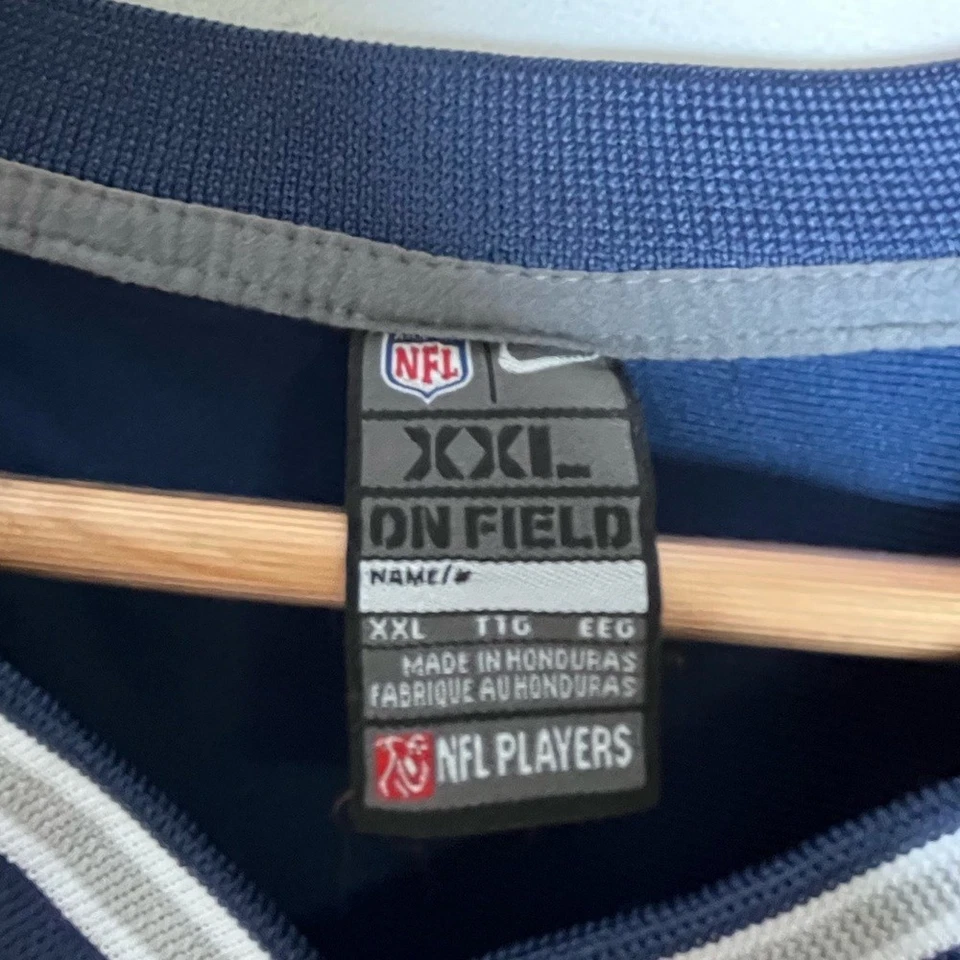 NFL
XXL
ON FIELD
NAME/#
XXL TTG EEG
MADE IN HONDURAS
FABRIQUE AU HONDURAS
NFL PLAYERS